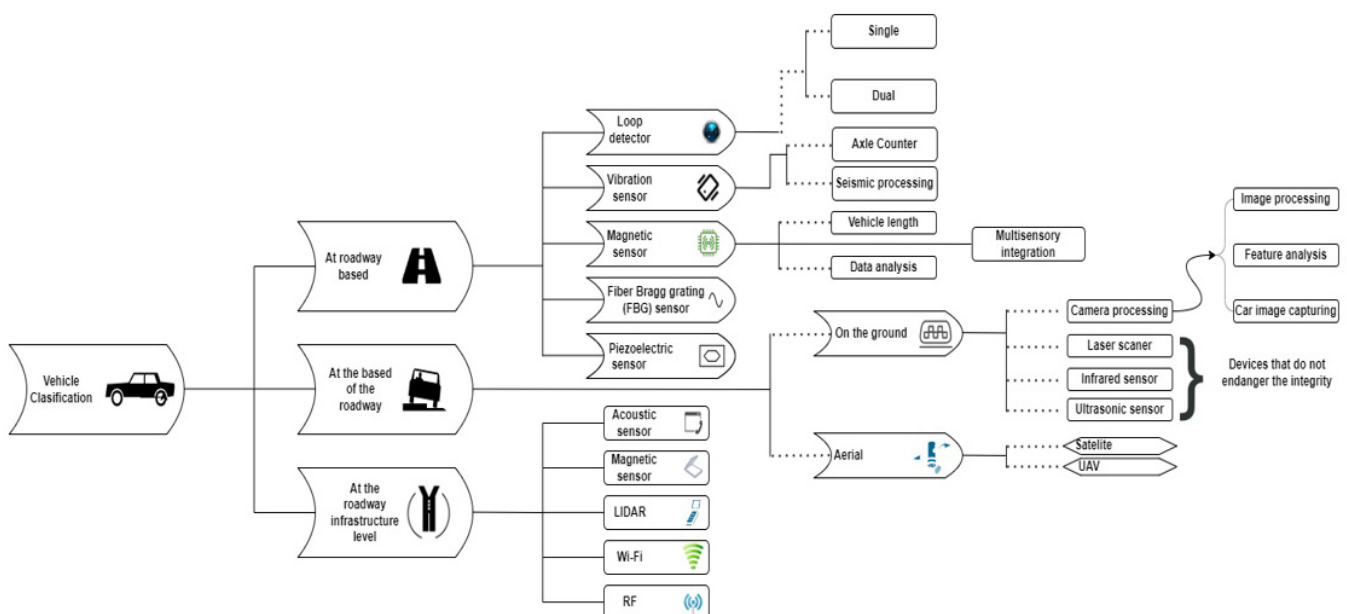 Vehicle
Clasification
At roadway
based
At the based
of the
roadway
At the
roadway
infrastructure
level
Loop
detector
Vibration
sensor
Magnetic
sensor
Fiber Bragg grating
(FBG) sensor
Piezoelectric
sensor
Acoustic
sensor
Magnetic
sensor
LIDAR
Wi-Fi
RF
Single
Dual
Axle Counter
Seismic processing
Vehicle length
Data analysis
Multisensory
integration
On the ground
Aerial
Camera processing
Laser scaner
Infrared sensor
Ultrasonic sensor
Satelite
UAV
Image processing
Feature analysis
Car image capturing
Devices that do not
endanger the integrity